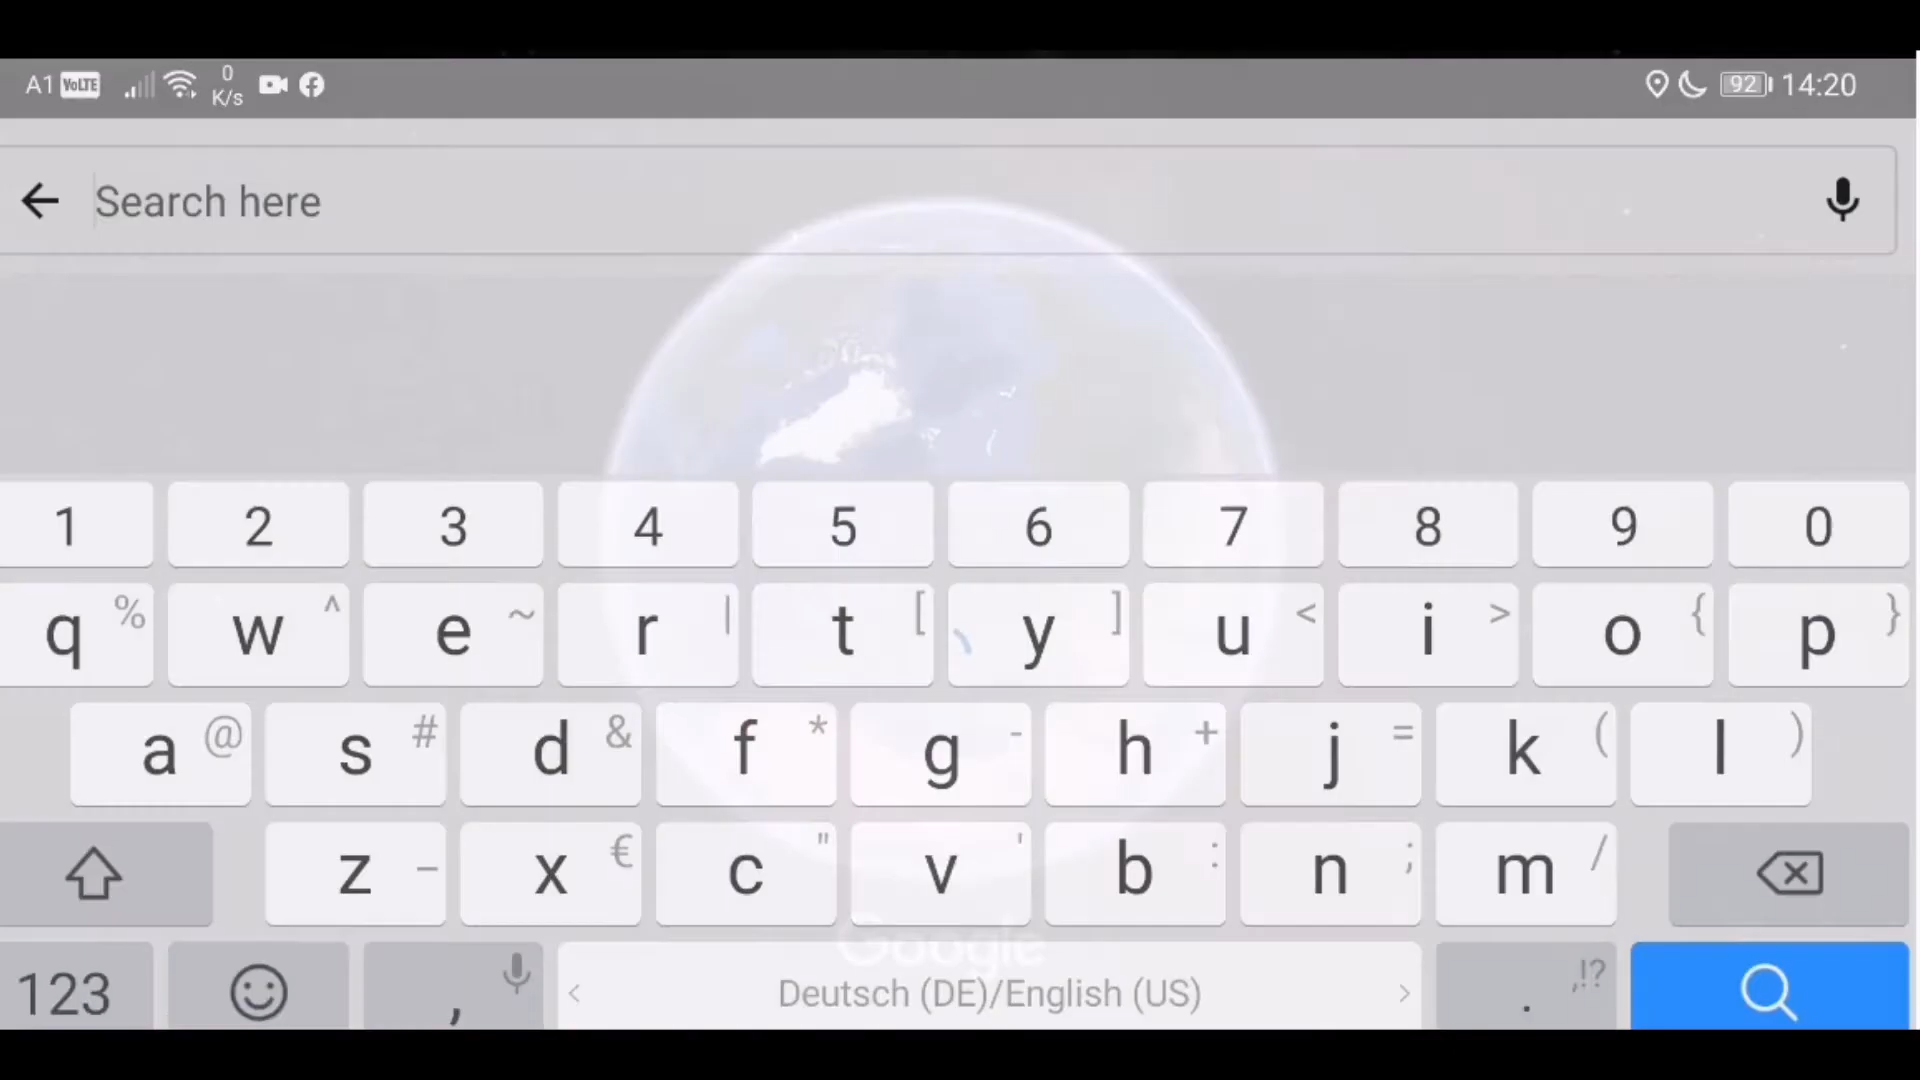 A1 VoLTE 0 K/s 92 14:20
Search here
1 2 3 4 5 6 7 8 9 0
q % w ^ e ~ r | t [ y ] u < i > o { p }
a @ s # d & f * g - h + j = k ( l )
z _ x € c " v ' b : n ; m /
Google
123 , < Deutsch (DE)/English (US) > . ,!?